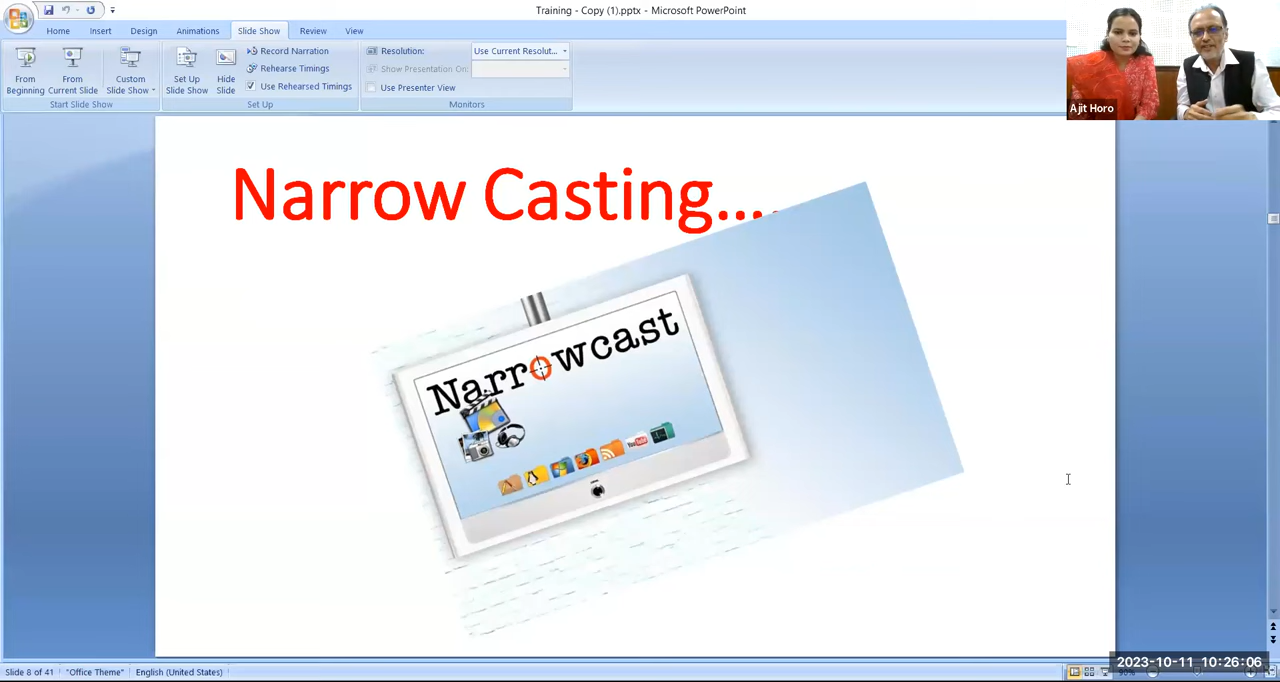 Training - Copy (1).pptx - Microsoft PowerPoint
Home Insert Design Animations Slide Show Review View
From Beginning
From Current Slide
Custom Slide Show
Set Up Slide Show
Hide Slide
Record Narration
Rehearse Timings
Use Rehearsed Timings
Resolution: Use Current Resolut...
Show Presentation On:
Use Presenter View
Start Slide Show Set Up Monitors
Ajit Horo
Narrow Casting.....
Narrowcast
YouTube
Slide 8 of 41 "Office Theme" English (United States)
90%
2023-10-11 10:26:06